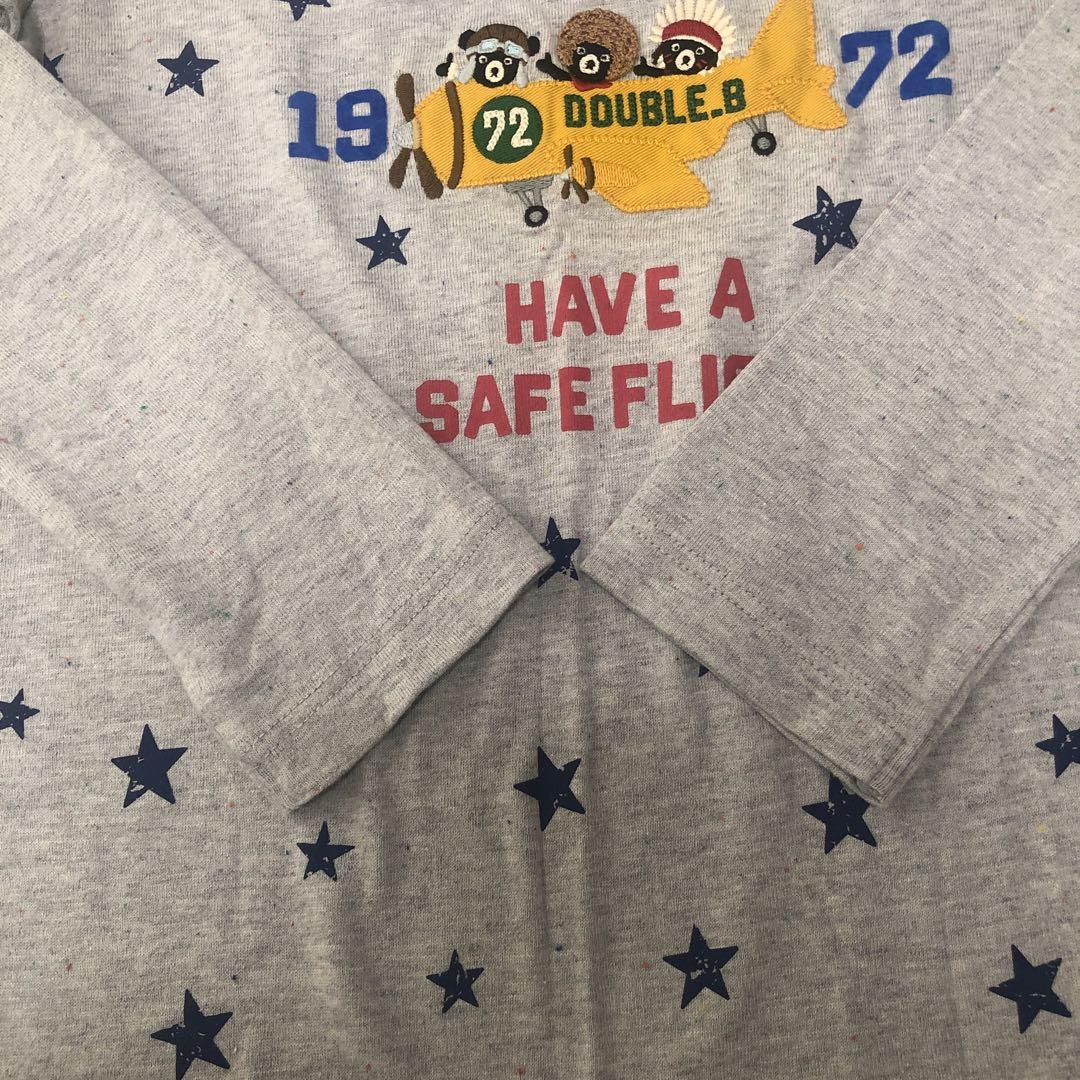 19 72 DOUBLE.B 72
HAVE A
SAFE